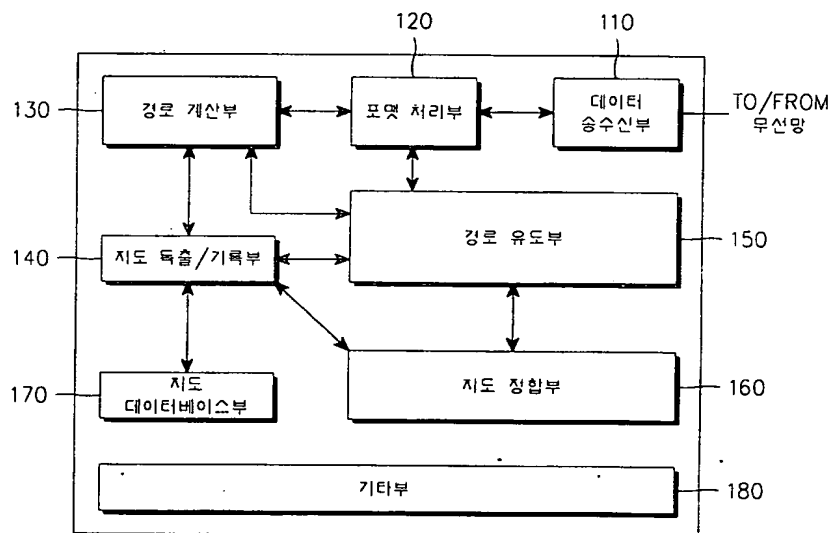 120
110
130
경로 계산부
포맷 처리부
데이터
송수신부
TO/FROM
무선망
140
지도 독출/기록부
경로 유도부
150
170
지도
데이터베이스부
지도 정합부
160
기타부
180